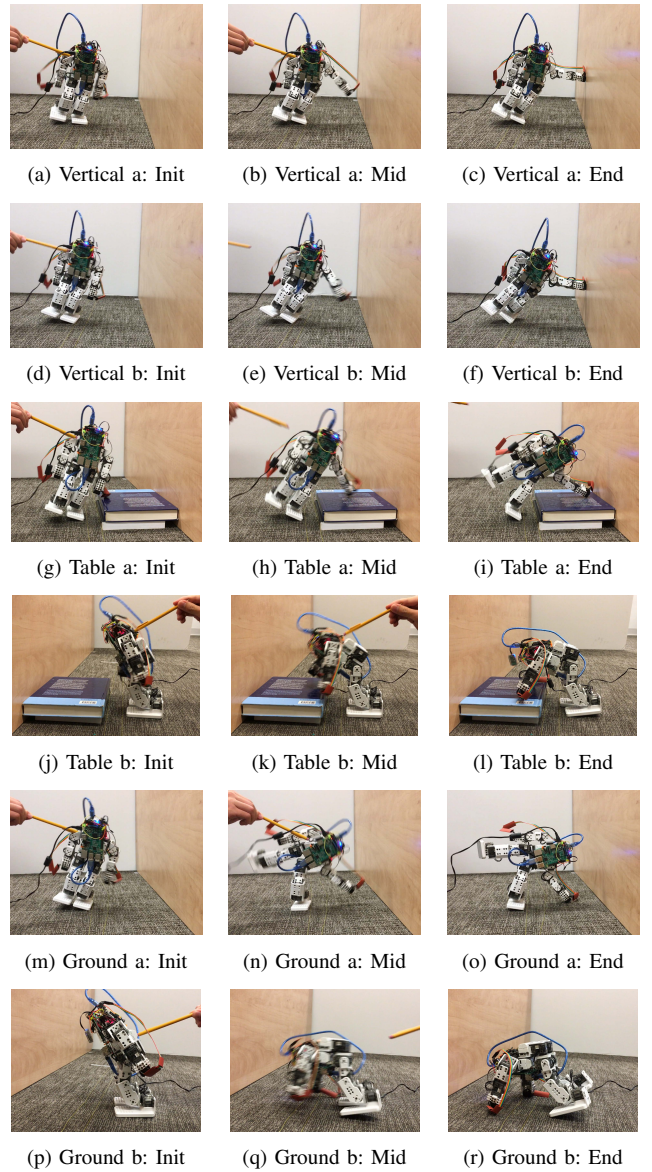 (a) Vertical a: Init
(b) Vertical a: Mid
(c) Vertical a: End
(d) Vertical b: Init
(e) Vertical b: Mid
(f) Vertical b: End
(g) Table a: Init
(h) Table a: Mid
(i) Table a: End
(j) Table b: Init
(k) Table b: Mid
(l) Table b: End
(m) Ground a: Init
(n) Ground a: Mid
(o) Ground a: End
(p) Ground b: Init
(q) Ground b: Mid
(r) Ground b: End